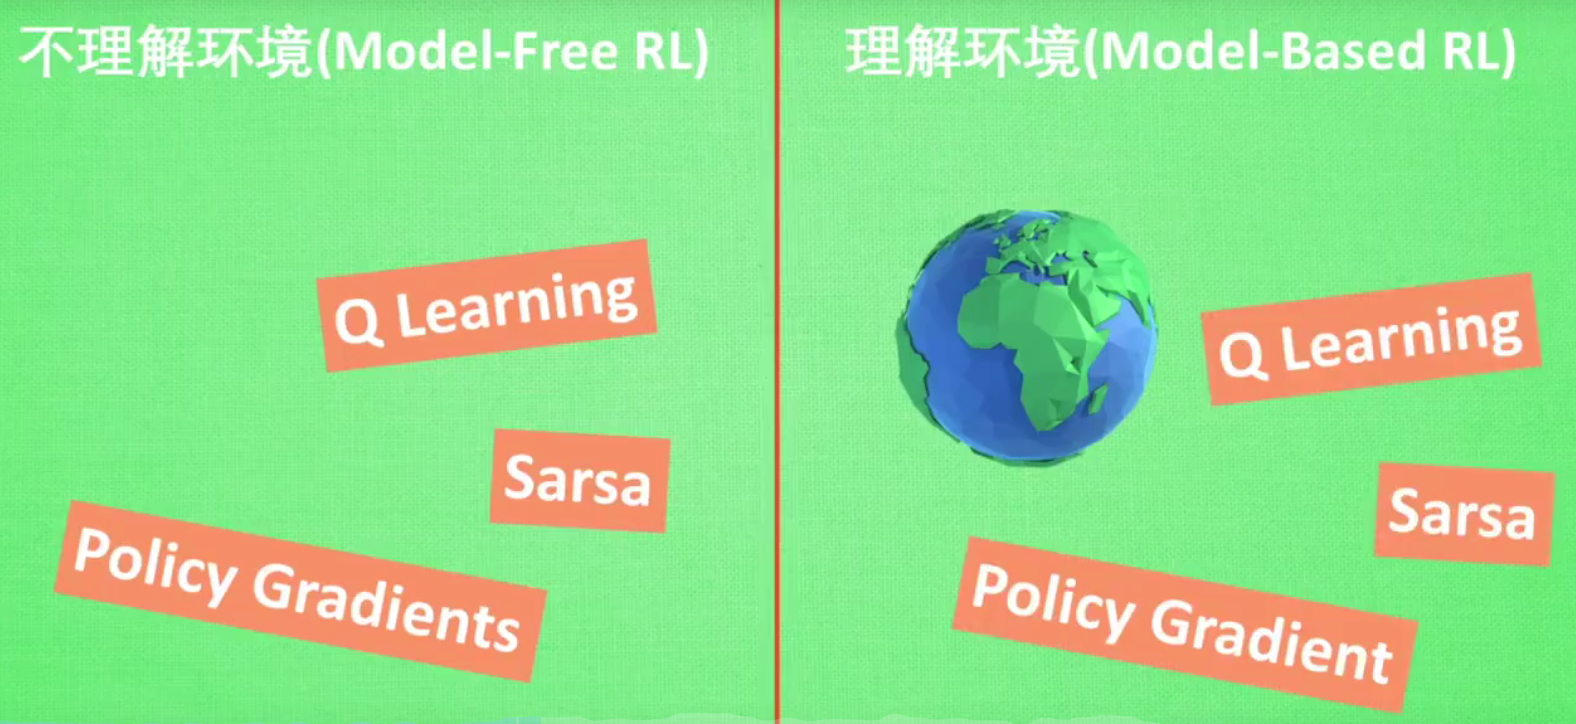 不理解环境(Model-Free RL)
Q Learning
Sarsa
Policy Gradients
理解环境(Model-Based RL)
Q Learning
Sarsa
Policy Gradient